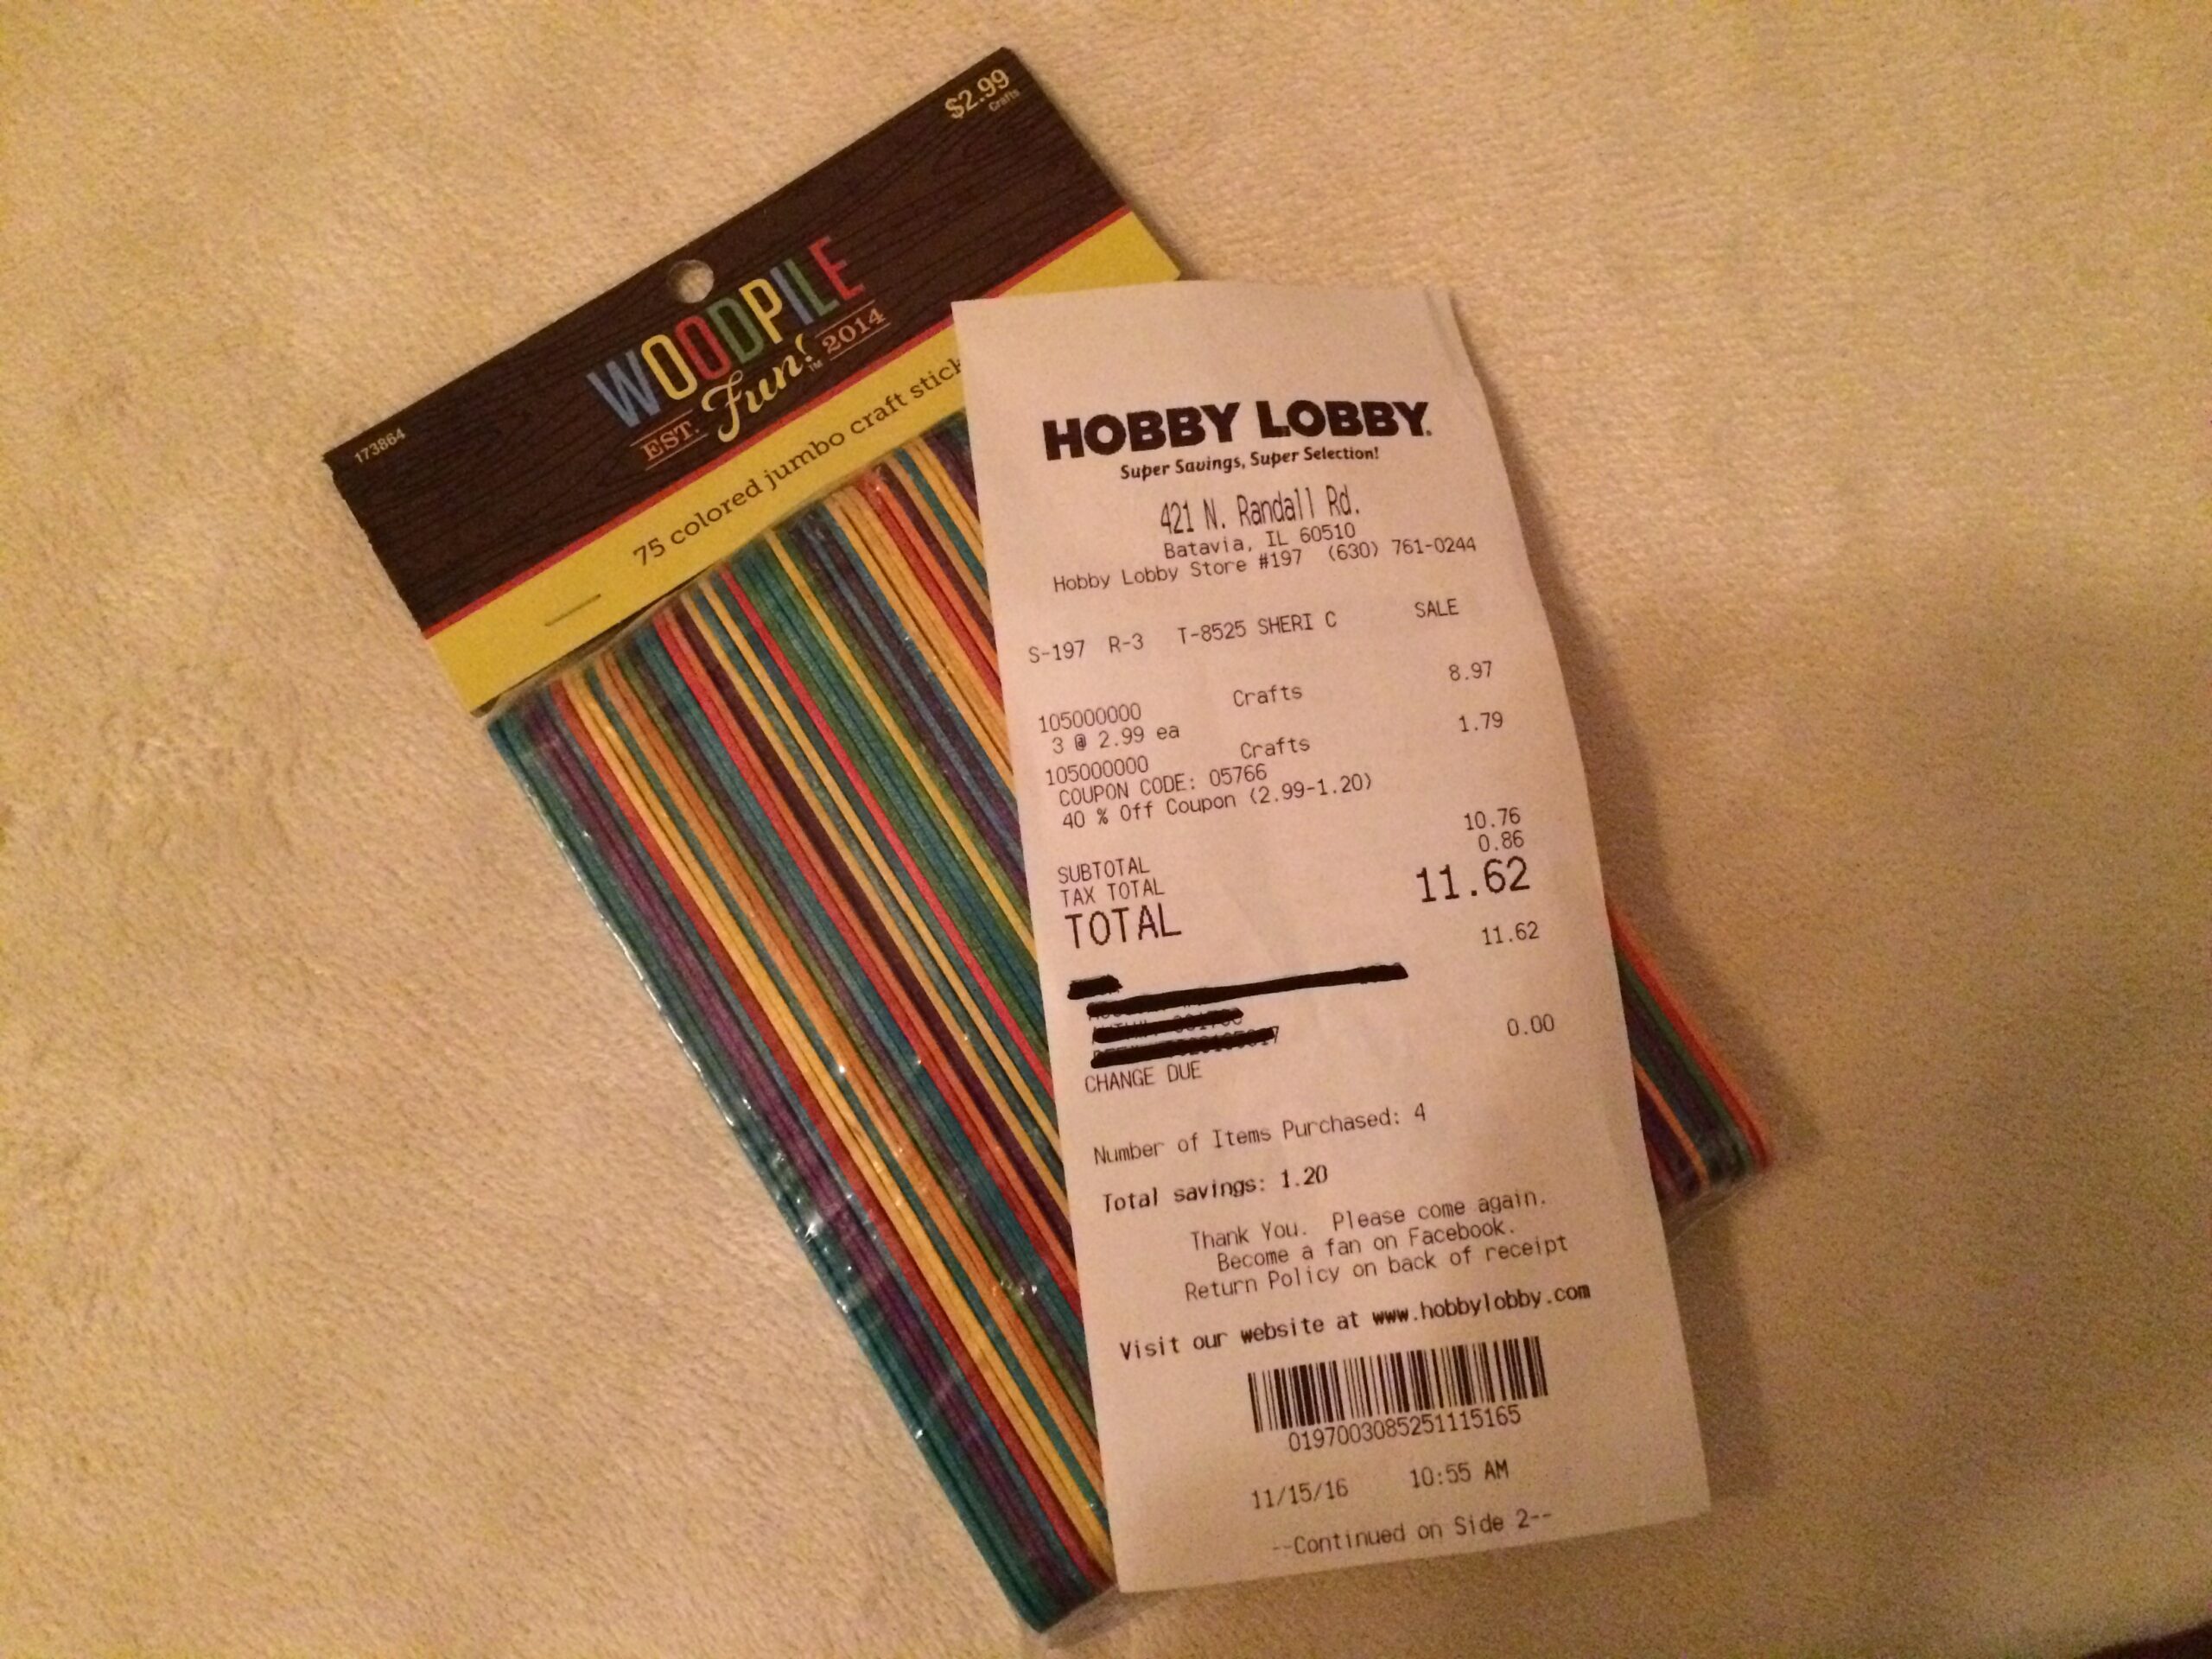 $2.99
Crafts
WOODPILE
EST. Fun!™ 2014
173864
75 colored jumbo craft stick
HOBBY LOBBY.
Super Savings, Super Selection!
421 N. Randall Rd.
Batavia, IL 60510
Hobby Lobby Store #197 (630) 761-0244
S-197 R-3 T-8525 SHERI C SALE
105000000 Crafts 8.97
3 @ 2.99 ea
105000000 Crafts 1.79
COUPON CODE: 05766
40 % Off Coupon (2.99-1.20)
SUBTOTAL 10.76
TAX TOTAL 0.86
TOTAL 11.62
11.62
CHANGE DUE 0.00
Number of Items Purchased: 4
Total savings: 1.20
Thank You. Please come again.
Become a fan on Facebook.
Return Policy on back of receipt
Visit our website at www.hobbylobby.com
0197003085251115165
11/15/16 10:55 AM
--Continued on Side 2--